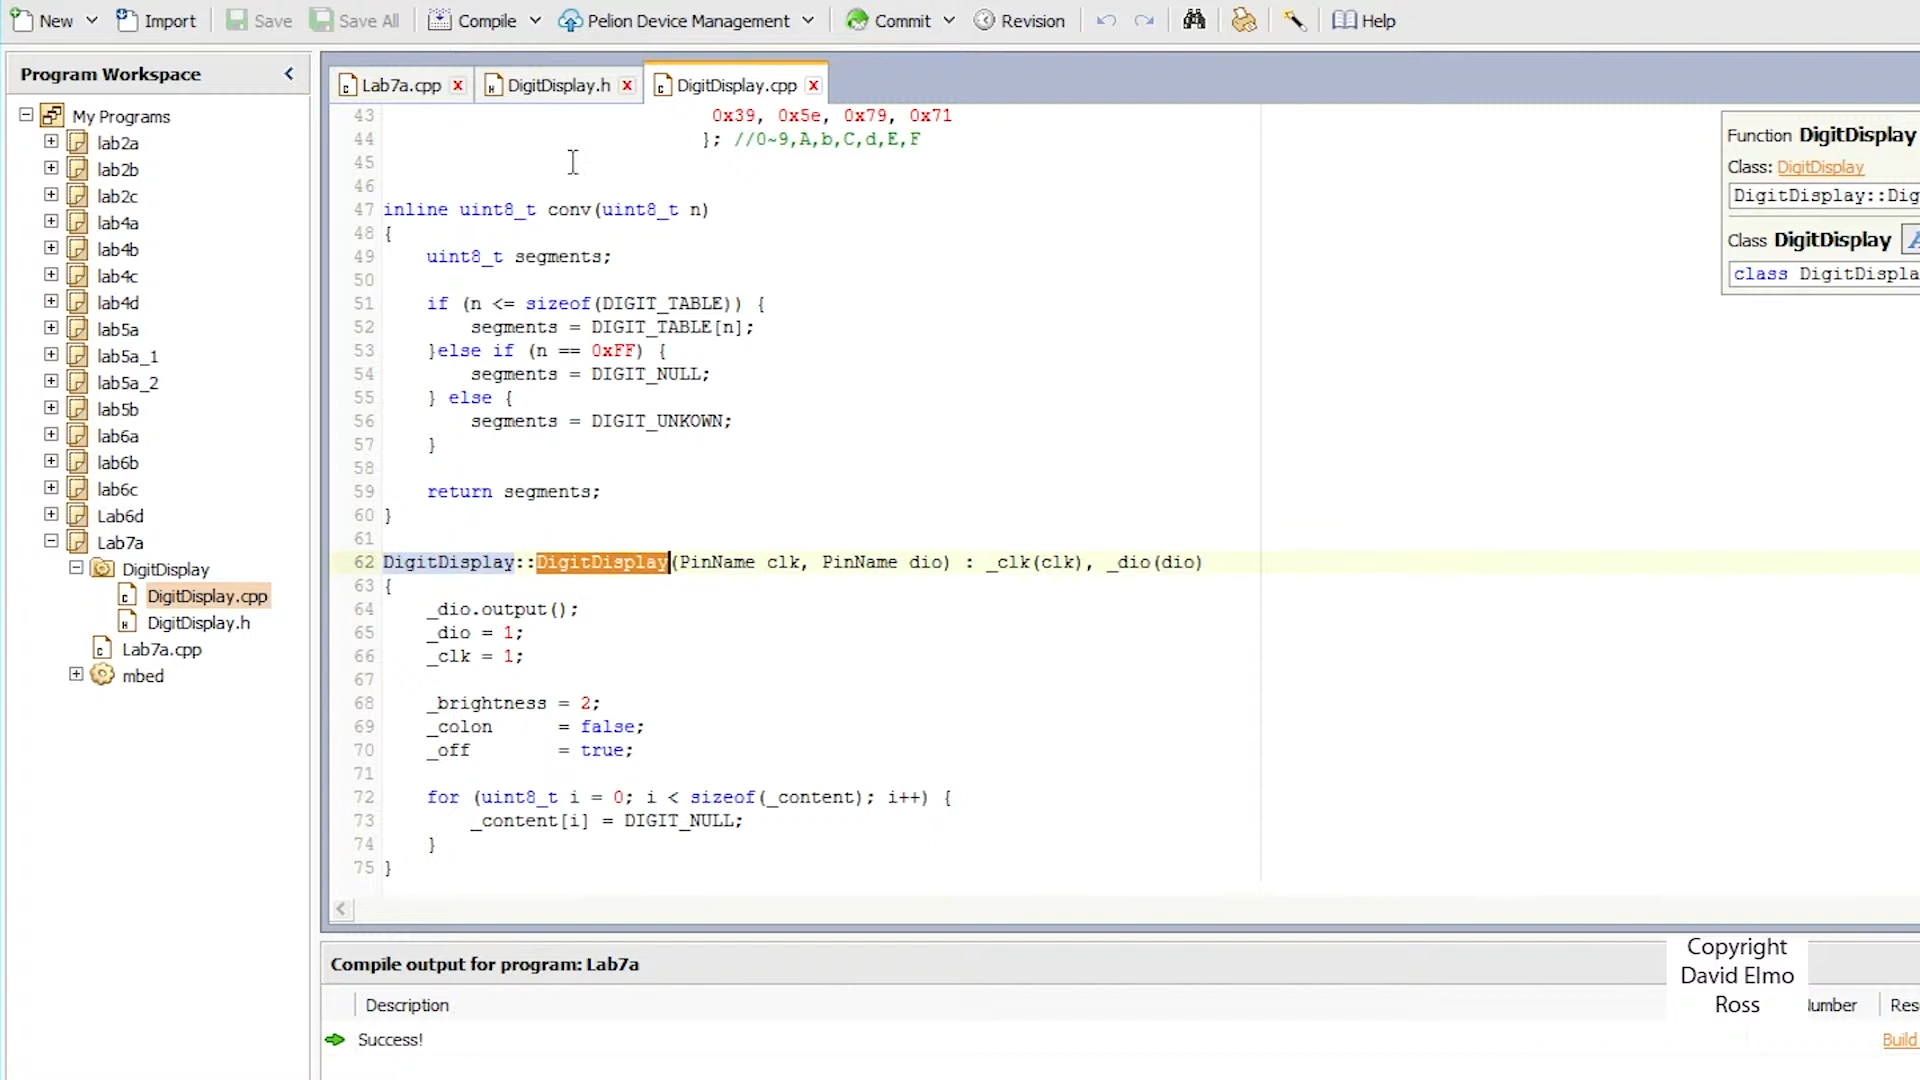 New Import Save Save All Compile Pelion Device Management Commit Revision Help
Program Workspace
My Programs
lab2a
lab2b
lab2c
lab4a
lab4b
lab4c
lab4d
lab5a
lab5a_1
lab5a_2
lab5b
lab6a
lab6b
lab6c
Lab6d
Lab7a
DigitDisplay
DigitDisplay.cpp
DigitDisplay.h
Lab7a.cpp
mbed
Lab7a.cpp DigitDisplay.h DigitDisplay.cpp
43 0x39, 0x5e, 0x79, 0x71
44 }; //0~9,A,b,C,d,E,F
45
46
47 inline uint8_t conv(uint8_t n)
48 {
49 uint8_t segments;
50
51 if (n <= sizeof(DIGIT_TABLE)) {
52 segments = DIGIT_TABLE[n];
53 }else if (n == 0xFF) {
54 segments = DIGIT_NULL;
55 } else {
56 segments = DIGIT_UNKOWN;
57 }
58
59 return segments;
60 }
61
62 DigitDisplay::DigitDisplay(PinName clk, PinName dio) : _clk(clk), _dio(dio)
63 {
64 _dio.output();
65 _dio = 1;
66 _clk = 1;
67
68 _brightness = 2;
69 _colon = false;
70 _off = true;
71
72 for (uint8_t i = 0; i < sizeof(_content); i++) {
73 _content[i] = DIGIT_NULL;
74 }
75 }
Function DigitDisplay
Class: DigitDisplay
DigitDisplay::Dig
Class DigitDisplay
class DigitDispla
Compile output for program: Lab7a
Description umber Res
Success! Build
Copyright
David Elmo
Ross